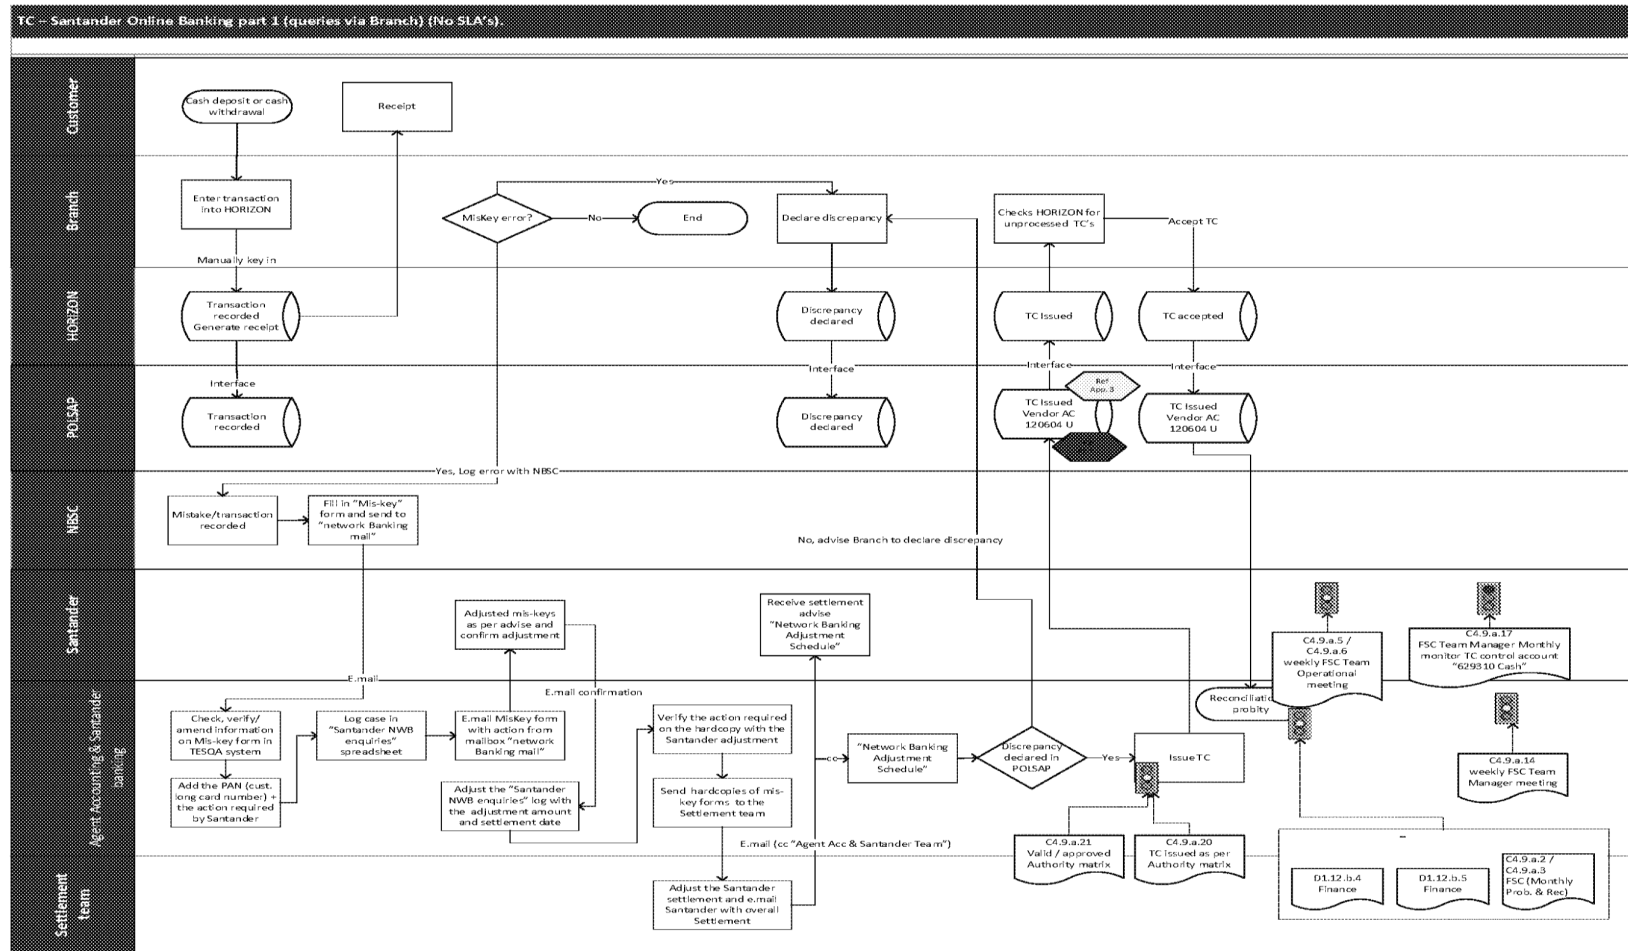 TC – Santander Online Banking part 1 (queries via Branch) (No SLA's).
Customer
Cash deposit or cash
withdrawal
Receipt
Branch
Enter transaction
into HORIZON
MisKey error?
Yes
No
End
Declare discrepancy
Checks HORIZON for
unprocessed TC's
Accept TC
Manually key in
HORIZON
Transaction
recorded
Generate receipt
Discrepancy
declared
TC Issued
TC accepted
Interface
Interface
Interface
Interface
POLSAP
Transaction
recorded
Discrepancy
declared
Ref
App. 3
TC Issued
Vendor AC
120604 U
TC Issued
Vendor AC
120604 U
Yes, Log error with NBSC
NBSC
Mistake/transaction
recorded
Fill in "Mis-key"
form and send to
"network Banking
mail"
No, advise Branch to declare discrepancy
Santander
Adjusted mis-keys
as per advise and
confirm adjustment
Receive settlement
advise
"Network Banking
Adjustment
Schedule"
C4.9.a.5 /
C4.9.a.6
weekly FSC Team
Operational
meeting
C4.9.a.17
FSC Team Manager Monthly
monitor TC control account
"629310 Cash"
E.mail
E.mail confirmation
Agent Accounting & Santander
banking
Check, verify/
amend information
on Mis-key form in
TESQA system
Log case in
"Santander NWB
enquiries"
spreadsheet
E.mail MisKey form
with action from
mailbox "network
Banking mail"
Verify the action required
on the hardcopy with the
Santander adjustment
Reconciliatio
probity
cc
"Network Banking
Adjustment
Schedule"
Discrepancy
declared in
POLSAP
Yes
Issue TC
C4.9.a.14
weekly FSC Team
Manager meeting
Add the PAN (cust.
long card number) +
the action required
by Santander
Adjust the "Santander
NWB enquiries" log with
the adjustment amount
and settlement date
Send hardcopies of mis-
key forms to the
Settlement team
E.mail (cc "Agent Acc & Santander Team")
C4.9.a.21
Valid / approved
Authority matrix
C4.9.a.20
TC issued as per
Authority matrix
Settlement
team
Adjust the Santander
settlement and e.mail
Santander with overall
Settlement
D1.12.b.4
Finance
D1.12.b.5
Finance
C4.9.a.2 /
C4.9.a.3
FSC (Monthly
Prob. & Rec)